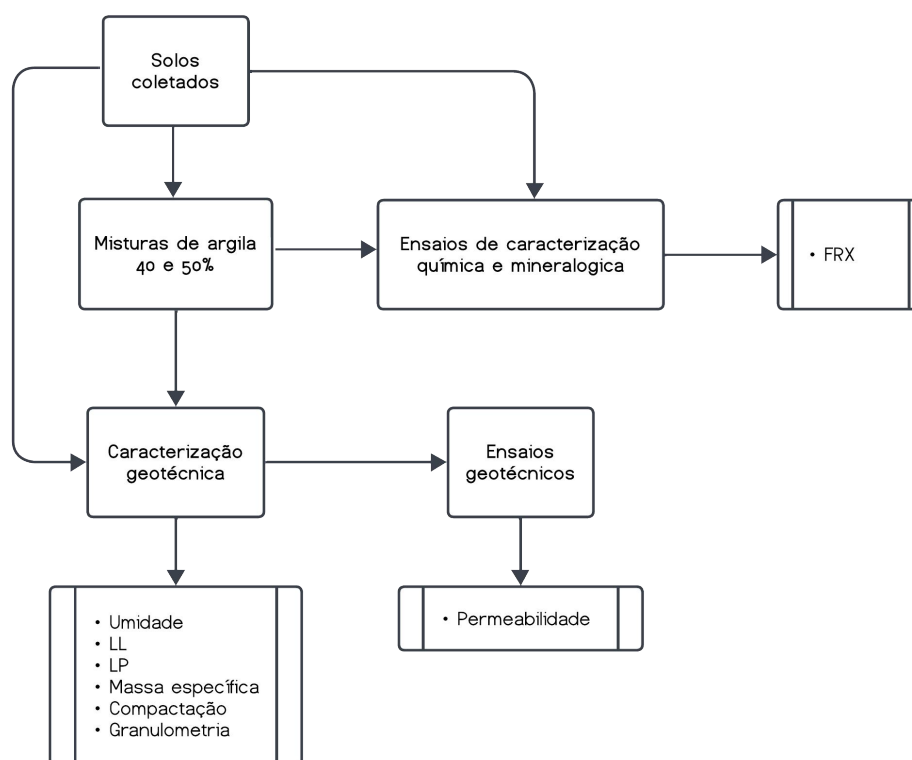 Solos
coletados
Misturas de argila
40 e 50%
Ensaios de caracterização
química e mineralogica
• FRX
Caracterização
geotécnica
Ensaios
geotécnicos
• Umidade
• LL
• LP
• Massa específica
• Compactação
• Granulometria
• Permeabilidade